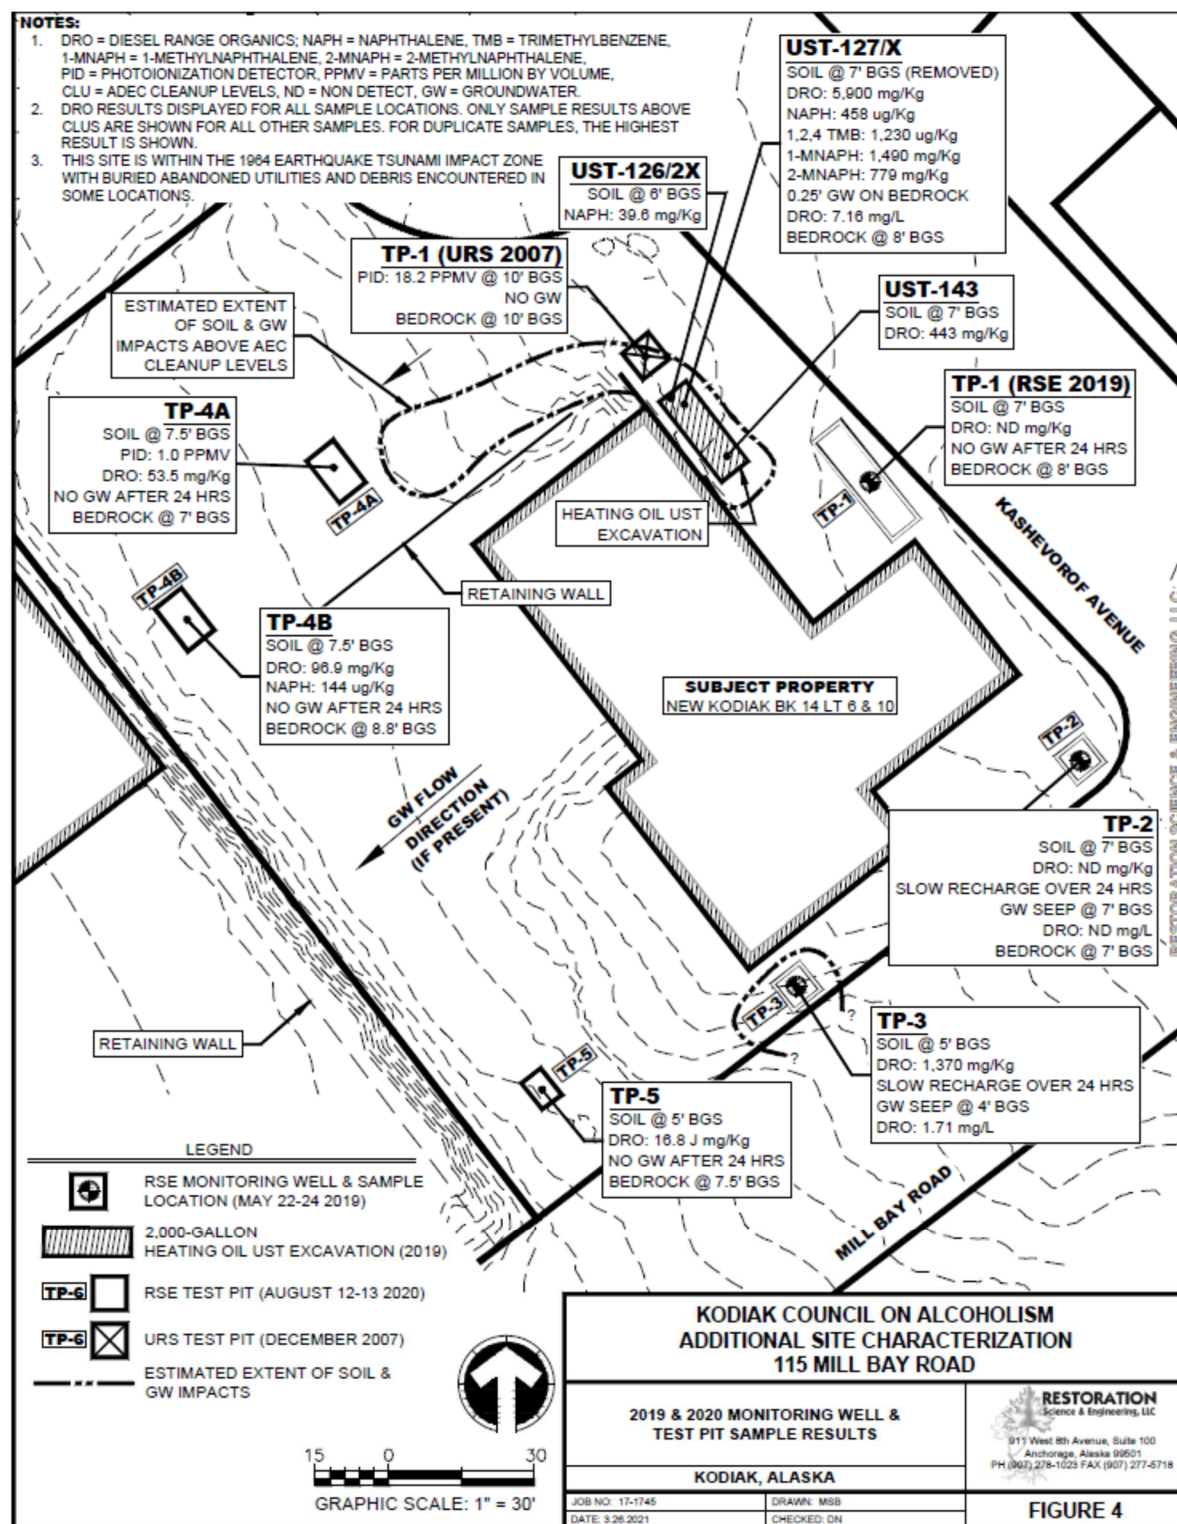 NOTES:
1. DRO = DIESEL RANGE ORGANICS; NAPH = NAPHTHALENE, TMB = TRIMETHYLBENZENE,
1-MNAPH = 1-METHYLNAPHTHALENE, 2-MNAPH = 2-METHYLNAPHTHALENE,
PID = PHOTOIONIZATION DETECTOR, PPMV = PARTS PER MILLION BY VOLUME,
CLU = ADEC CLEANUP LEVELS, ND = NON DETECT, GW = GROUNDWATER.
2. DRO RESULTS DISPLAYED FOR ALL SAMPLE LOCATIONS. ONLY SAMPLE RESULTS ABOVE
CLUS ARE SHOWN FOR ALL OTHER SAMPLES. FOR DUPLICATE SAMPLES, THE HIGHEST
RESULT IS SHOWN.
3. THIS SITE IS WITHIN THE 1964 EARTHQUAKE TSUNAMI IMPACT ZONE
WITH BURIED ABANDONED UTILITIES AND DEBRIS ENCOUNTERED IN
SOME LOCATIONS.
UST-127/X
SOIL @ 7' BGS (REMOVED)
DRO: 5,900 mg/Kg
NAPH: 458 ug/Kg
1,2,4 TMB: 1,230 ug/Kg
1-MNAPH: 1,490 mg/Kg
2-MNAPH: 779 mg/Kg
0.25' GW ON BEDROCK
DRO: 7.16 mg/L
BEDROCK @ 8' BGS
UST-126/2X
SOIL @ 6' BGS
NAPH: 39.6 mg/Kg
TP-1 (URS 2007)
PID: 18.2 PPMV @ 10' BGS
NO GW
BEDROCK @ 10' BGS
UST-143
SOIL @ 7' BGS
DRO: 443 mg/Kg
ESTIMATED EXTENT
OF SOIL & GW
IMPACTS ABOVE AEC
CLEANUP LEVELS
TP-1 (RSE 2019)
SOIL @ 7' BGS
DRO: ND mg/Kg
NO GW AFTER 24 HRS
BEDROCK @ 8' BGS
TP-4A
SOIL @ 7.5' BGS
PID: 1.0 PPMV
DRO: 53.5 mg/Kg
NO GW AFTER 24 HRS
BEDROCK @ 7' BGS
TP-4A
TP-1
HEATING OIL UST
EXCAVATION
KASHEVOROF AVENUE
RETAINING WALL
TP-4B
TP-4B
SOIL @ 7.5' BGS
DRO: 96.9 mg/Kg
NAPH: 144 ug/Kg
NO GW AFTER 24 HRS
BEDROCK @ 8.8' BGS
SUBJECT PROPERTY
NEW KODIAK BK 14 LT 6 & 10
TP-2
GW FLOW
DIRECTION
(IF PRESENT)
TP-2
SOIL @ 7' BGS
DRO: ND mg/Kg
SLOW RECHARGE OVER 24 HRS
GW SEEP @ 7' BGS
DRO: ND mg/L
BEDROCK @ 7' BGS
TP-3
?
?
TP-3
SOIL @ 5' BGS
DRO: 1,370 mg/Kg
SLOW RECHARGE OVER 24 HRS
GW SEEP @ 4' BGS
DRO: 1.71 mg/L
RETAINING WALL
TP-5
TP-5
SOIL @ 5' BGS
DRO: 16.8 J mg/Kg
NO GW AFTER 24 HRS
BEDROCK @ 7.5' BGS
MILL BAY ROAD
LEGEND
RSE MONITORING WELL & SAMPLE
LOCATION (MAY 22-24 2019)
2,000-GALLON
HEATING OIL UST EXCAVATION (2019)
TP-6 RSE TEST PIT (AUGUST 12-13 2020)
TP-6 URS TEST PIT (DECEMBER 2007)
ESTIMATED EXTENT OF SOIL &
GW IMPACTS
15 0 30
GRAPHIC SCALE: 1" = 30'
KODIAK COUNCIL ON ALCOHOLISM
ADDITIONAL SITE CHARACTERIZATION
115 MILL BAY ROAD
2019 & 2020 MONITORING WELL &
TEST PIT SAMPLE RESULTS
KODIAK, ALASKA
RESTORATION
Science & Engineering, LLC
911 West 8th Avenue, Suite 100
Anchorage, Alaska 99501
PH (907) 278-1023 FAX (907) 277-5718
JOB NO: 17-1745
DRAWN: MSB
DATE: 3.26.2021
CHECKED: DN
FIGURE 4